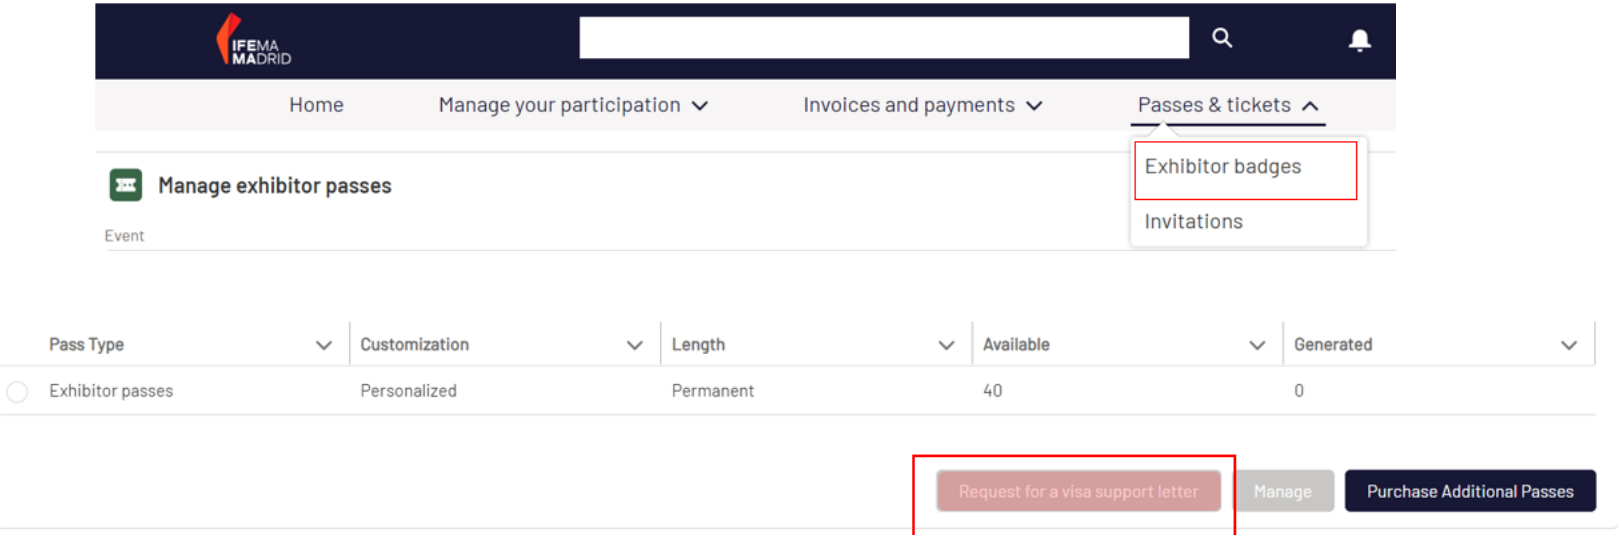 IFEMA
MADRID
Home Manage your participation Invoices and payments Passes & tickets
Exhibitor badges
Invitations
Manage exhibitor passes
Event
Pass Type Customization Length Available Generated
Exhibitor passes Personalized Permanent 40 0
Request for a visa support letter Manage Purchase Additional Passes